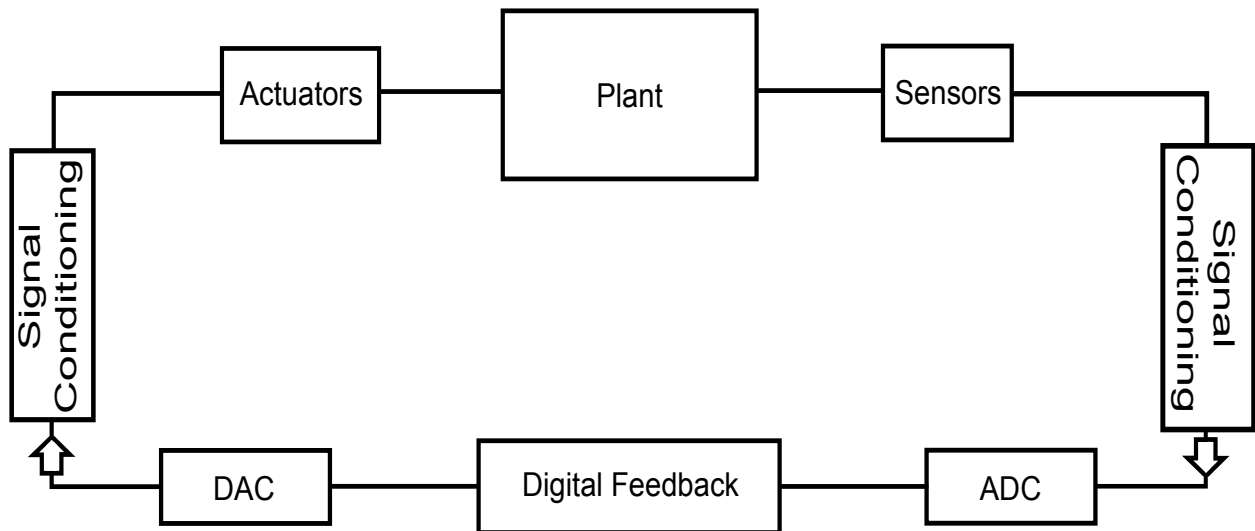 Actuators
Plant
Sensors
Signal
Conditioning
Signal
Conditioning
DAC
Digital Feedback
ADC